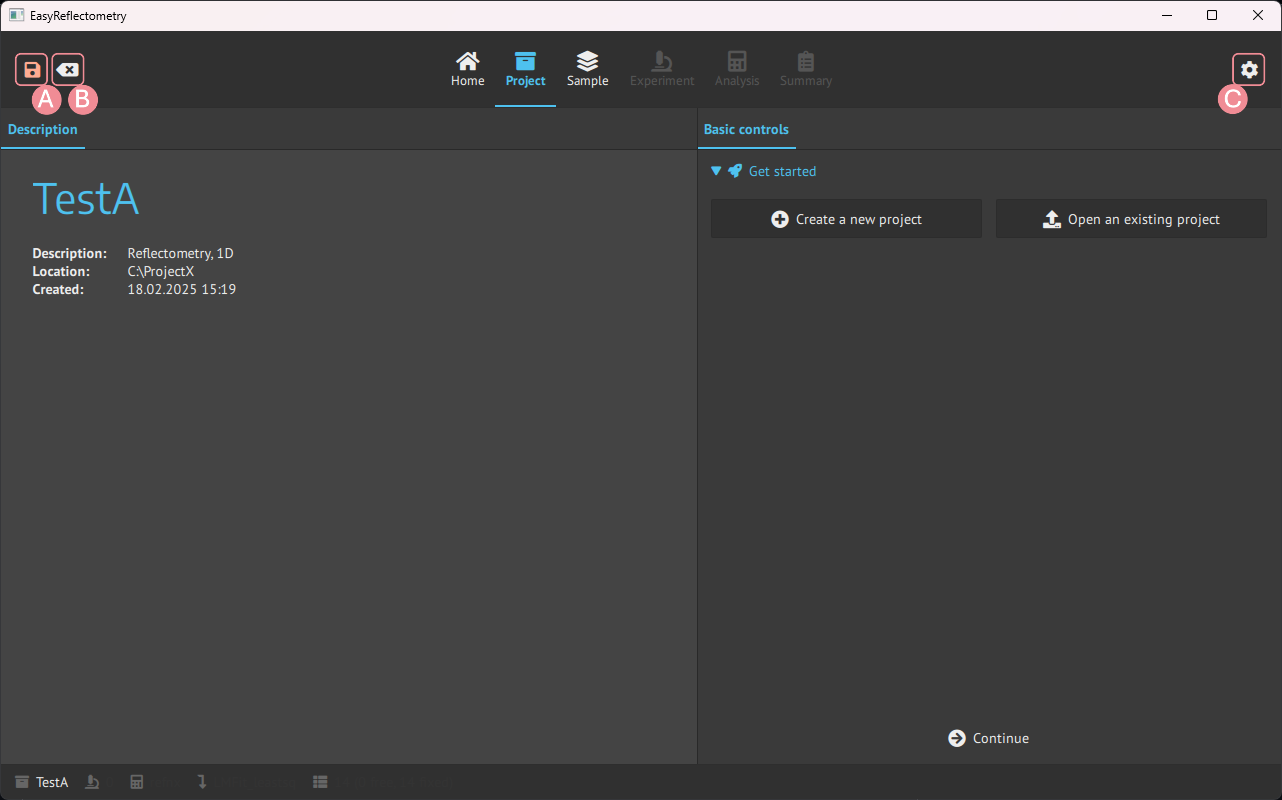 EasyReflectometry
A
B
Home
Project
Sample
Experiment
Analysis
Summary
C
Description
Basic controls
TestA
Get started
Create a new project
Open an existing project
Description: Reflectometry, 1D
Location: C:\ProjectX
Created: 18.02.2025 15:19
Continue
TestA